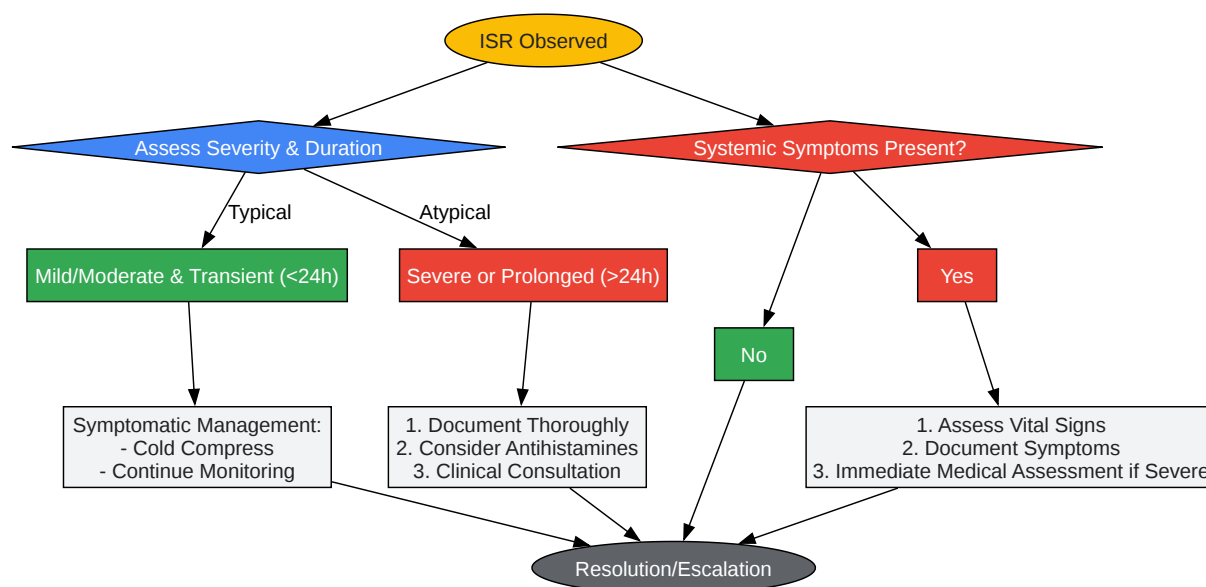 ISR Observed
Assess Severity & Duration
Systemic Symptoms Present?
Typical
Atypical
Mild/Moderate & Transient (<24h)
Severe or Prolonged (>24h)
Yes
No
Symptomatic Management:
- Cold Compress
- Continue Monitoring
1. Document Thoroughly
2. Consider Antihistamines
3. Clinical Consultation
1. Assess Vital Signs
2. Document Symptoms
3. Immediate Medical Assessment if Severe
Resolution/Escalation